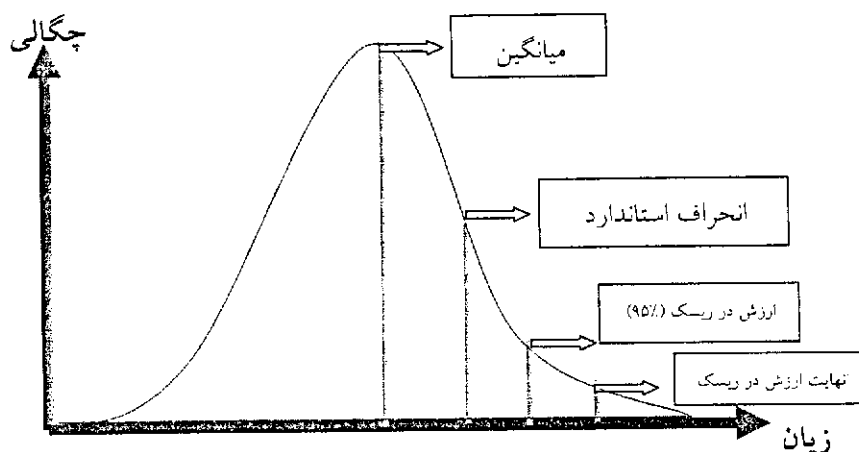 چگالی
میانگین
انحراف استاندارد
ارزش در ریسک (۹۵٪)
نهایت ارزش در ریسک
زیان